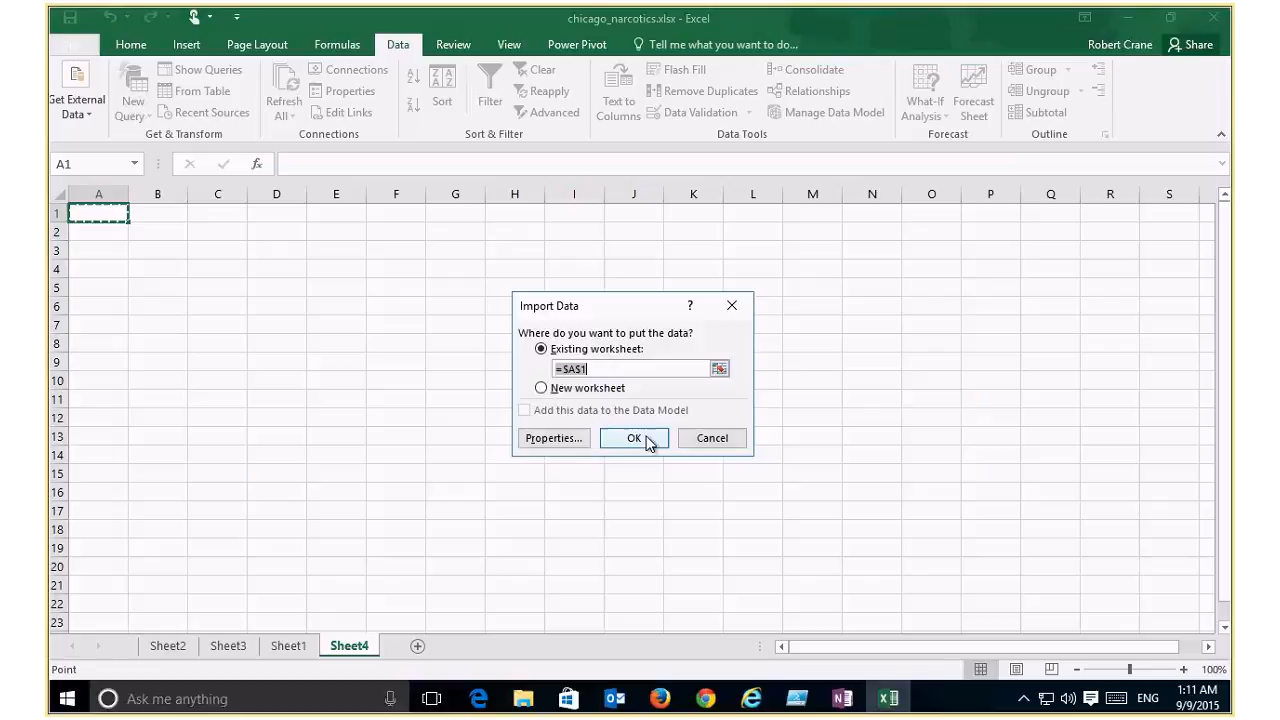 chicago_narcotics.xlsx - Excel
Home Insert Page Layout Formulas Data Review View Power Pivot Tell me what you want to do... Robert Crane Share
Get External Data
New Query
Show Queries
From Table
Recent Sources
Get & Transform
Refresh All
Connections
Properties
Edit Links
Connections
Sort
Filter
Clear
Reapply
Advanced
Sort & Filter
Text to Columns
Flash Fill
Remove Duplicates
Data Validation
Consolidate
Relationships
Manage Data Model
Data Tools
What-If Analysis
Forecast Sheet
Forecast
Group
Ungroup
Subtotal
Outline
A1 fx
A B C D E F G H I J K L M N O P Q R S
1
2
3
4
5
6
7
8
9
10
11
12
13
14
15
16
17
18
19
20
21
22
23
Import Data ?
Where do you want to put the data?
Existing worksheet:
=$A$1
New worksheet
Add this data to the Data Model
Properties... OK Cancel
Sheet2 Sheet3 Sheet1 Sheet4
Point 100%
Ask me anything ENG 1:11 AM
9/9/2015